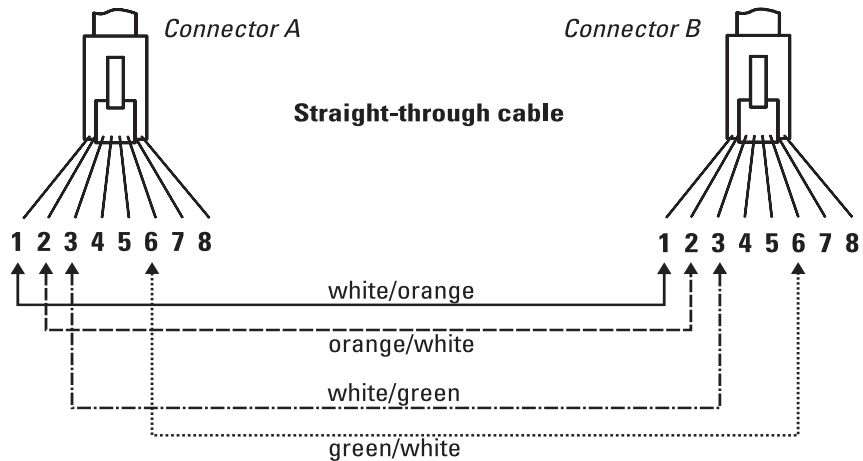 Connector A
Connector B
Straight-through cable
1 2 3 4 5 6 7 8
1 2 3 4 5 6 7 8
white/orange
orange/white
white/green
green/white